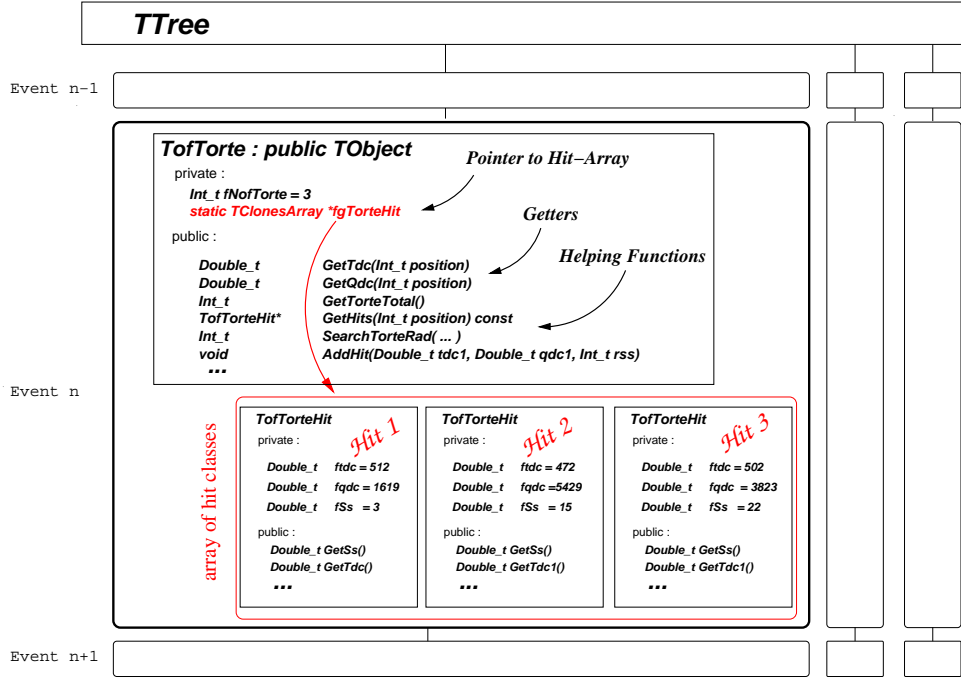 TTree
Event n-1
Event n
Event n+1
TofTorte : public TObject
private :
Int_t fNofTorte = 3
static TClonesArray *fgTorteHit
public :
Double_t GetTdc(Int_t position)
Double_t GetQdc(Int_t position)
Int_t GetTorteTotal()
TofTorteHit* GetHits(Int_t position) const
Int_t SearchTorteRad( ... )
void AddHit(Double_t tdc1, Double_t qdc1, Int_t rss)
...
Pointer to Hit−Array
Getters
Helping Functions
array of hit classes
TofTorteHit
Hit 1
private :
Double_t ftdc = 512
Double_t fqdc = 1619
Double_t fSs = 3
public :
Double_t GetSs()
Double_t GetTdc()
...
TofTorteHit
Hit 2
private :
Double_t ftdc = 472
Double_t fqdc =5429
Double_t fSs = 15
public :
Double_t GetSs()
Double_t GetTdc1()
...
TofTorteHit
Hit 3
private :
Double_t ftdc = 502
Double_t fqdc = 3823
Double_t fSs = 22
public :
Double_t GetSs()
Double_t GetTdc1()
...